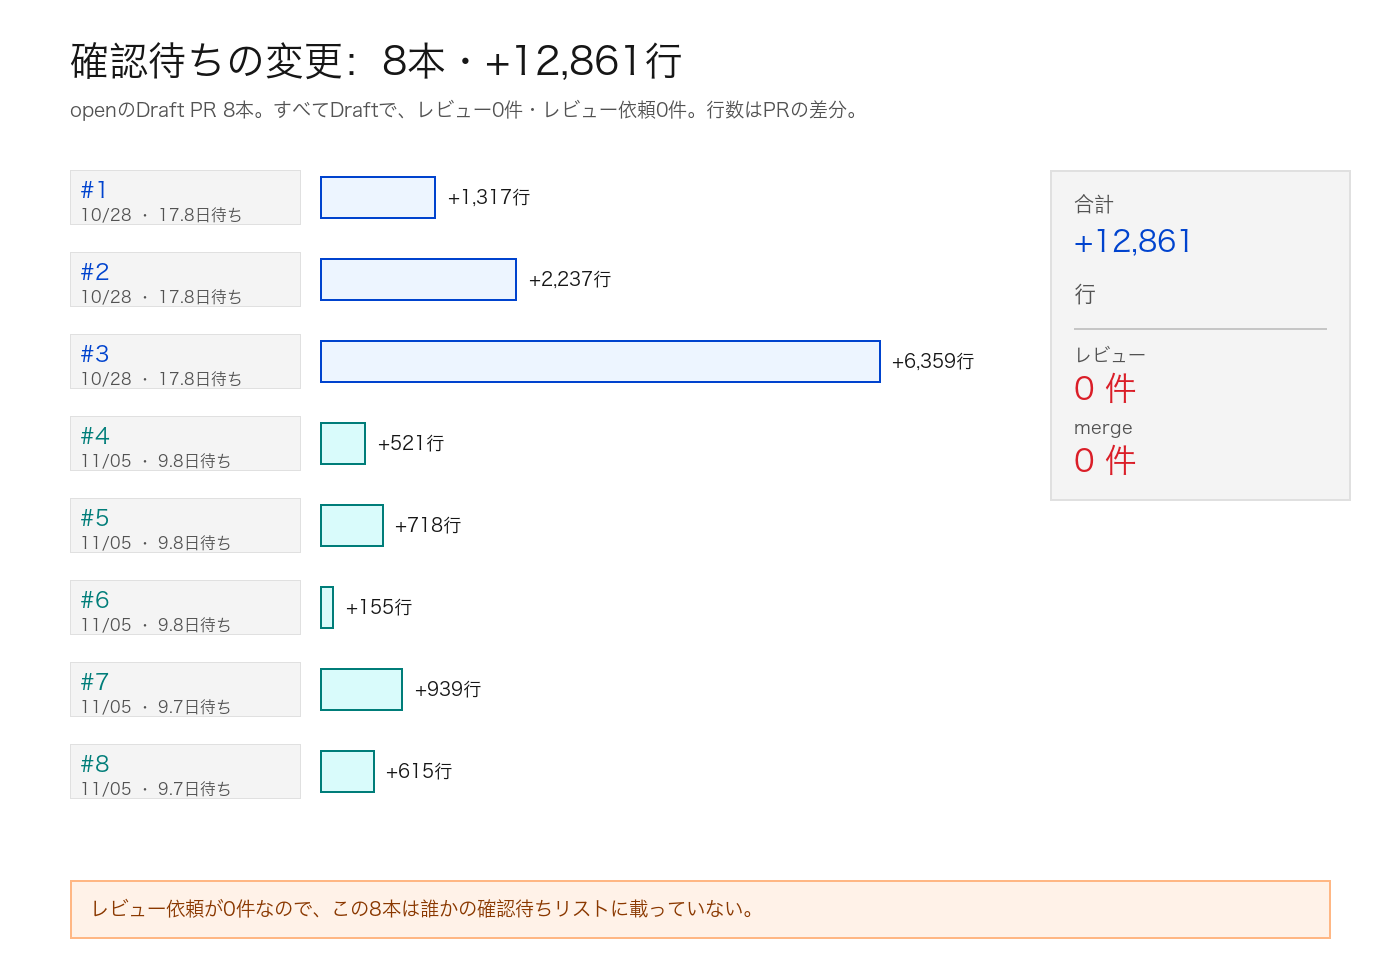 確認待ちの変更：8本・+12,861行
openのDraft PR 8本。すべてDraftで、レビュー0件・レビュー依頼0件。行数はPRの差分。
#1
10/28 ・ 17.8日待ち
+1,317行
#2
10/28 ・ 17.8日待ち
+2,237行
#3
10/28 ・ 17.8日待ち
+6,359行
#4
11/05 ・ 9.8日待ち
+521行
#5
11/05 ・ 9.8日待ち
+718行
#6
11/05 ・ 9.8日待ち
+155行
#7
11/05 ・ 9.7日待ち
+939行
#8
11/05 ・ 9.7日待ち
+615行
合計
+12,861
行
レビュー
0 件
merge
0 件
レビュー依頼が0件なので、この8本は誰かの確認待ちリストに載っていない。